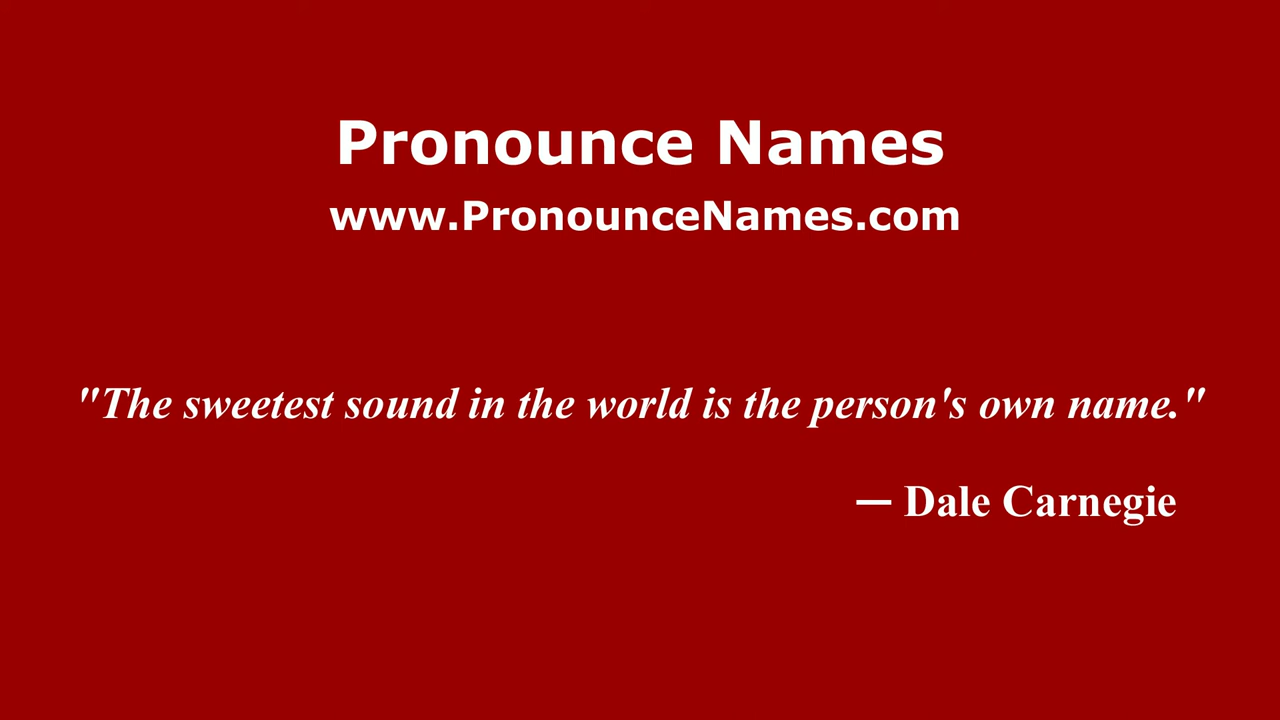 Pronounce Names
www.PronounceNames.com
"The sweetest sound in the world is the person's own name."
— Dale Carnegie